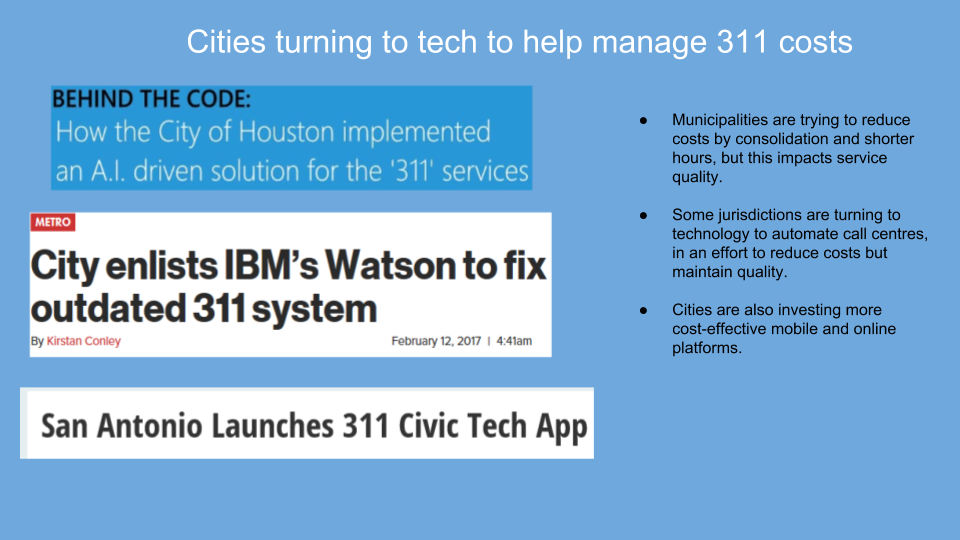 Cities turning to tech to help manage 311 costs
BEHIND THE CODE:
How the City of Houston implemented
an A.I. driven solution for the '311' services
METRO
City enlists IBM's Watson to fix
outdated 311 system
By Kirstan Conley February 12, 2017 | 4:41am
San Antonio Launches 311 Civic Tech App
● Municipalities are trying to reduce
costs by consolidation and shorter
hours, but this impacts service
quality.
● Some jurisdictions are turning to
technology to automate call centres,
in an effort to reduce costs but
maintain quality.
● Cities are also investing more
cost-effective mobile and online
platforms.